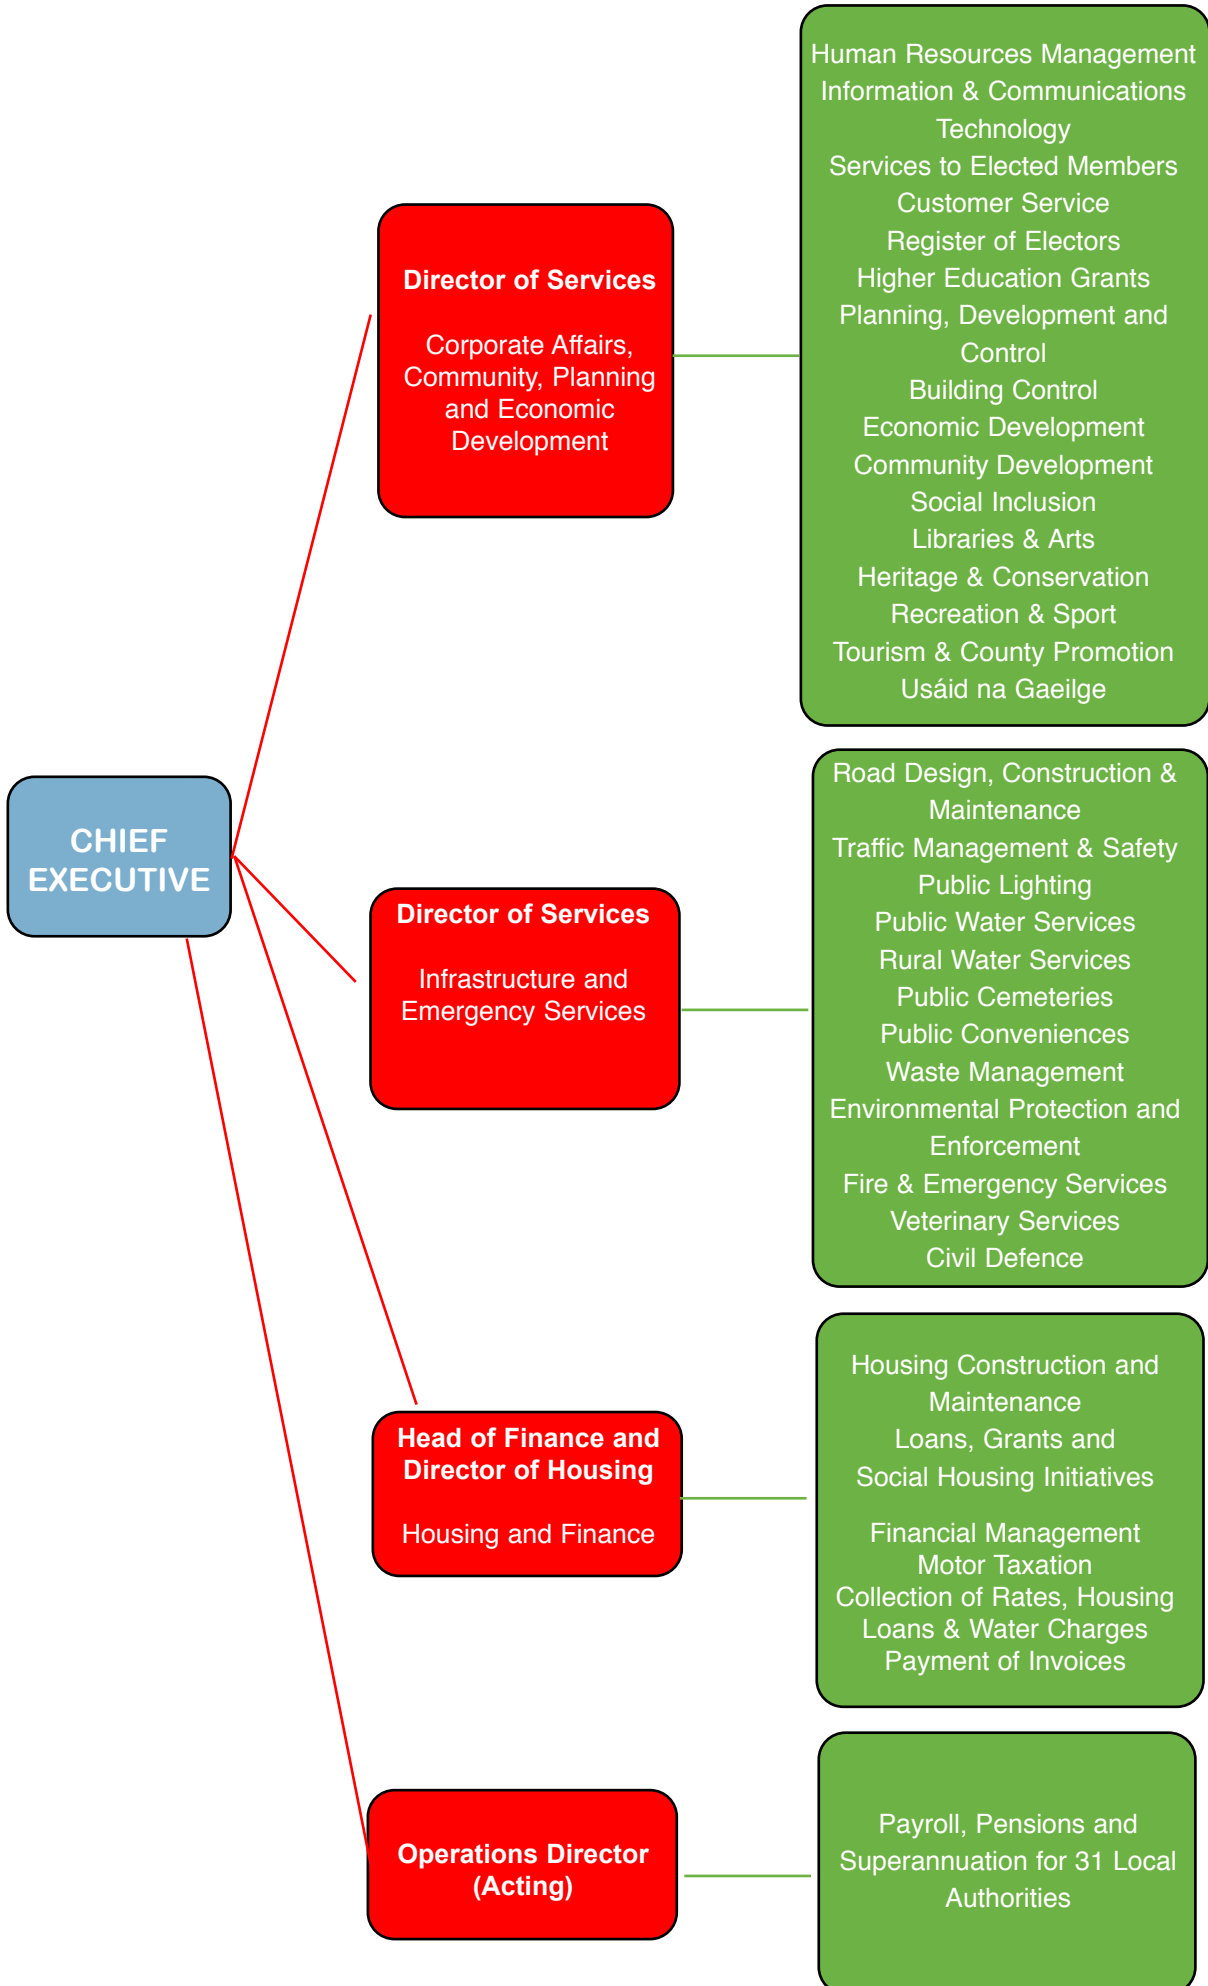 Human Resources Management
Information & Communications
Technology
Services to Elected Members
Customer Service
Register of Electors
Higher Education Grants
Planning, Development and
Control
Building Control
Economic Development
Community Development
Social Inclusion
Libraries & Arts
Heritage & Conservation
Recreation & Sport
Tourism & County Promotion
Usáid na Gaeilge
Director of Services
Corporate Affairs,
Community, Planning
and Economic
Development
CHIEF
EXECUTIVE
Director of Services
Infrastructure and
Emergency Services
Road Design, Construction &
Maintenance
Traffic Management & Safety
Public Lighting
Public Water Services
Rural Water Services
Public Cemeteries
Public Conveniences
Waste Management
Environmental Protection and
Enforcement
Fire & Emergency Services
Veterinary Services
Civil Defence
Head of Finance and
Director of Housing
Housing and Finance
Housing Construction and
Maintenance
Loans, Grants and
Social Housing Initiatives
Financial Management
Motor Taxation
Collection of Rates, Housing
Loans & Water Charges
Payment of Invoices
Operations Director
(Acting)
Payroll, Pensions and
Superannuation for 31 Local
Authorities